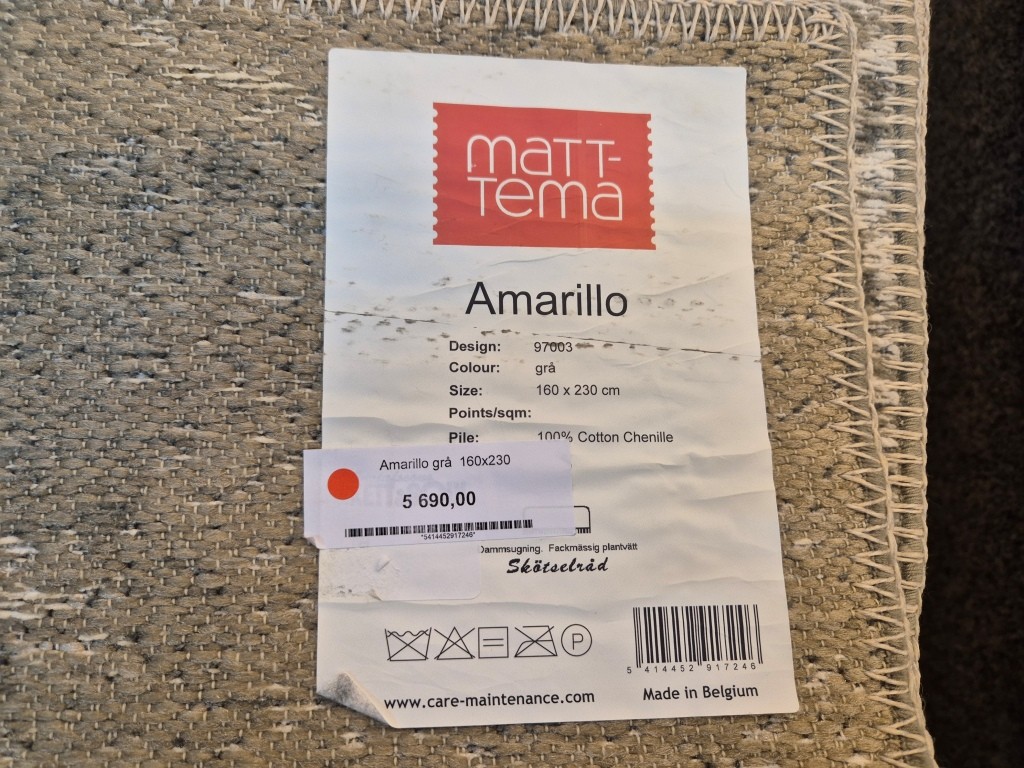 matt-
tema
Amarillo
Design: 97003
Colour: grå
Size: 160 x 230 cm
Points/sqm:
Pile: 100% Cotton Chenille
Amarillo grå 160x230
5 690,00
*5414452917246*
Dammsugning. Fackmässig plantvätt
Skötselråd
P
5 414452 917246
www.care-maintenance.com
Made in Belgium